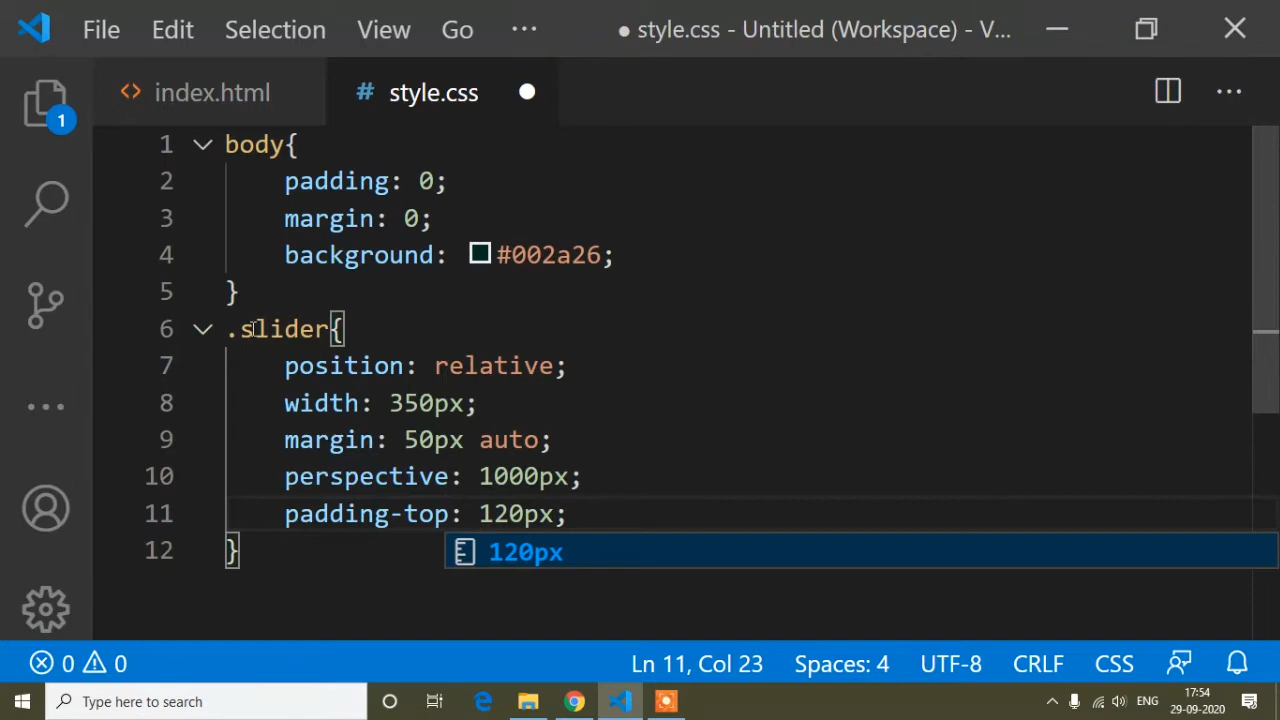 File Edit Selection View Go ··· ● style.css - Untitled (Workspace) - V...
<> index.html # style.css ●
1
1 body{
2 padding: 0;
3 margin: 0;
4 background: #002a26;
5 }
6 .slider{
7 position: relative;
8 width: 350px;
9 margin: 50px auto;
10 perspective: 1000px;
11 padding-top: 120px;
12 }
120px
0 0 Ln 11, Col 23 Spaces: 4 UTF-8 CRLF CSS
Type here to search
ENG
17:54
29-09-2020